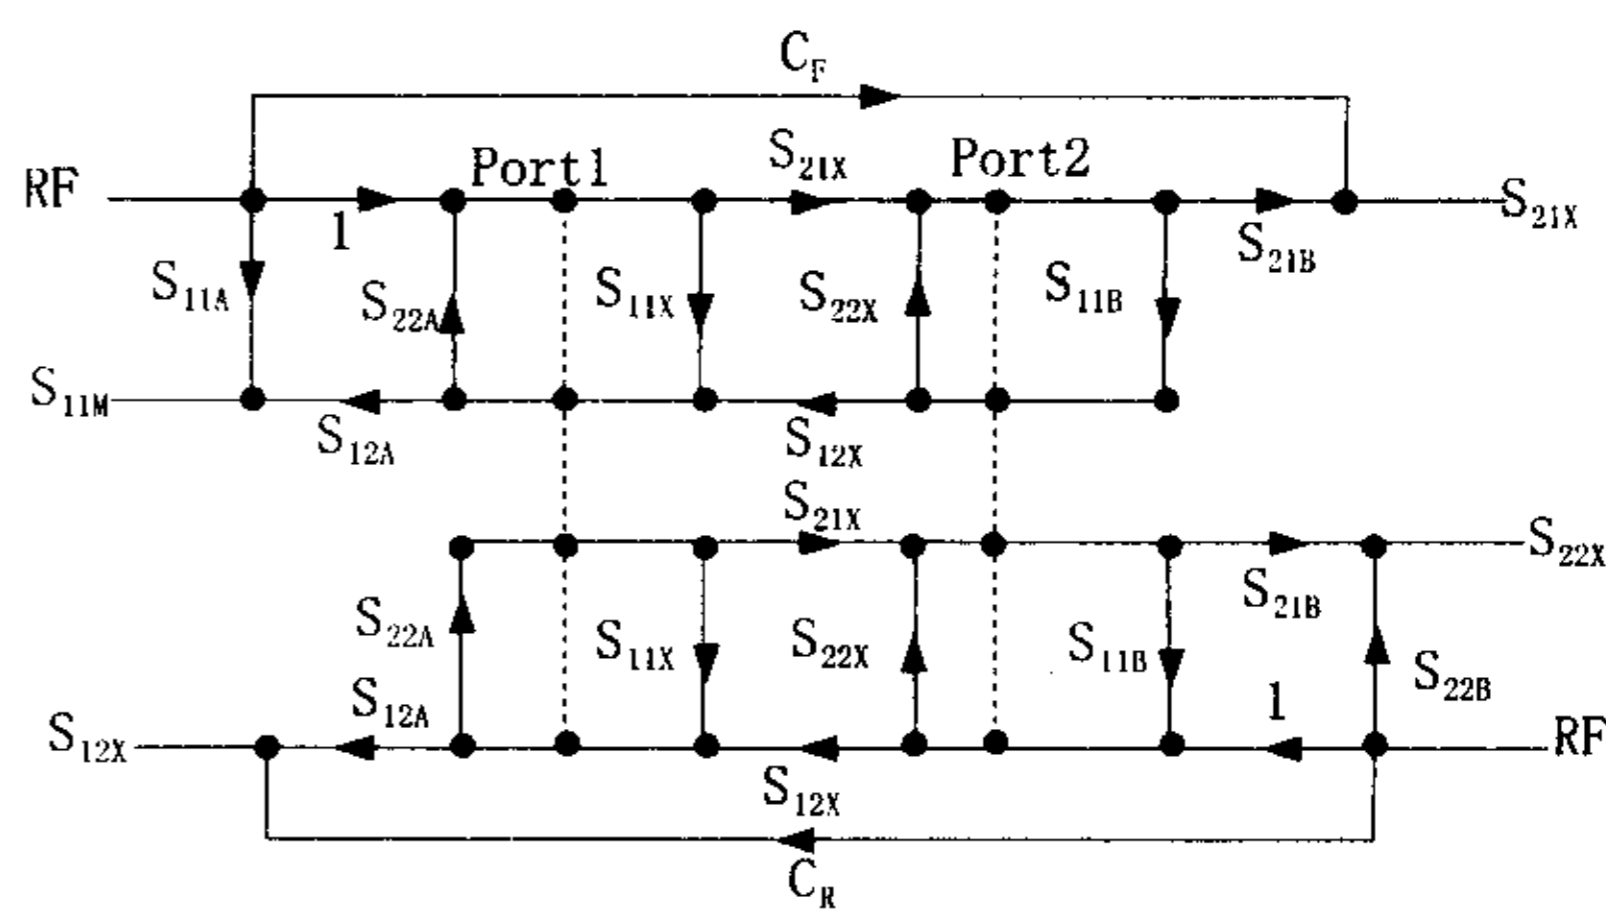 C_F
RF 1 Port1 S_21X Port2 S_21B S_21X
S_11A S_22A S_11X S_22X S_11B
S_11M S_12A S_12X
S_21X
S_22A S_11X S_22X S_11B S_21B S_22X
S_12X S_12A S_12X 1 S_22B RF
C_R